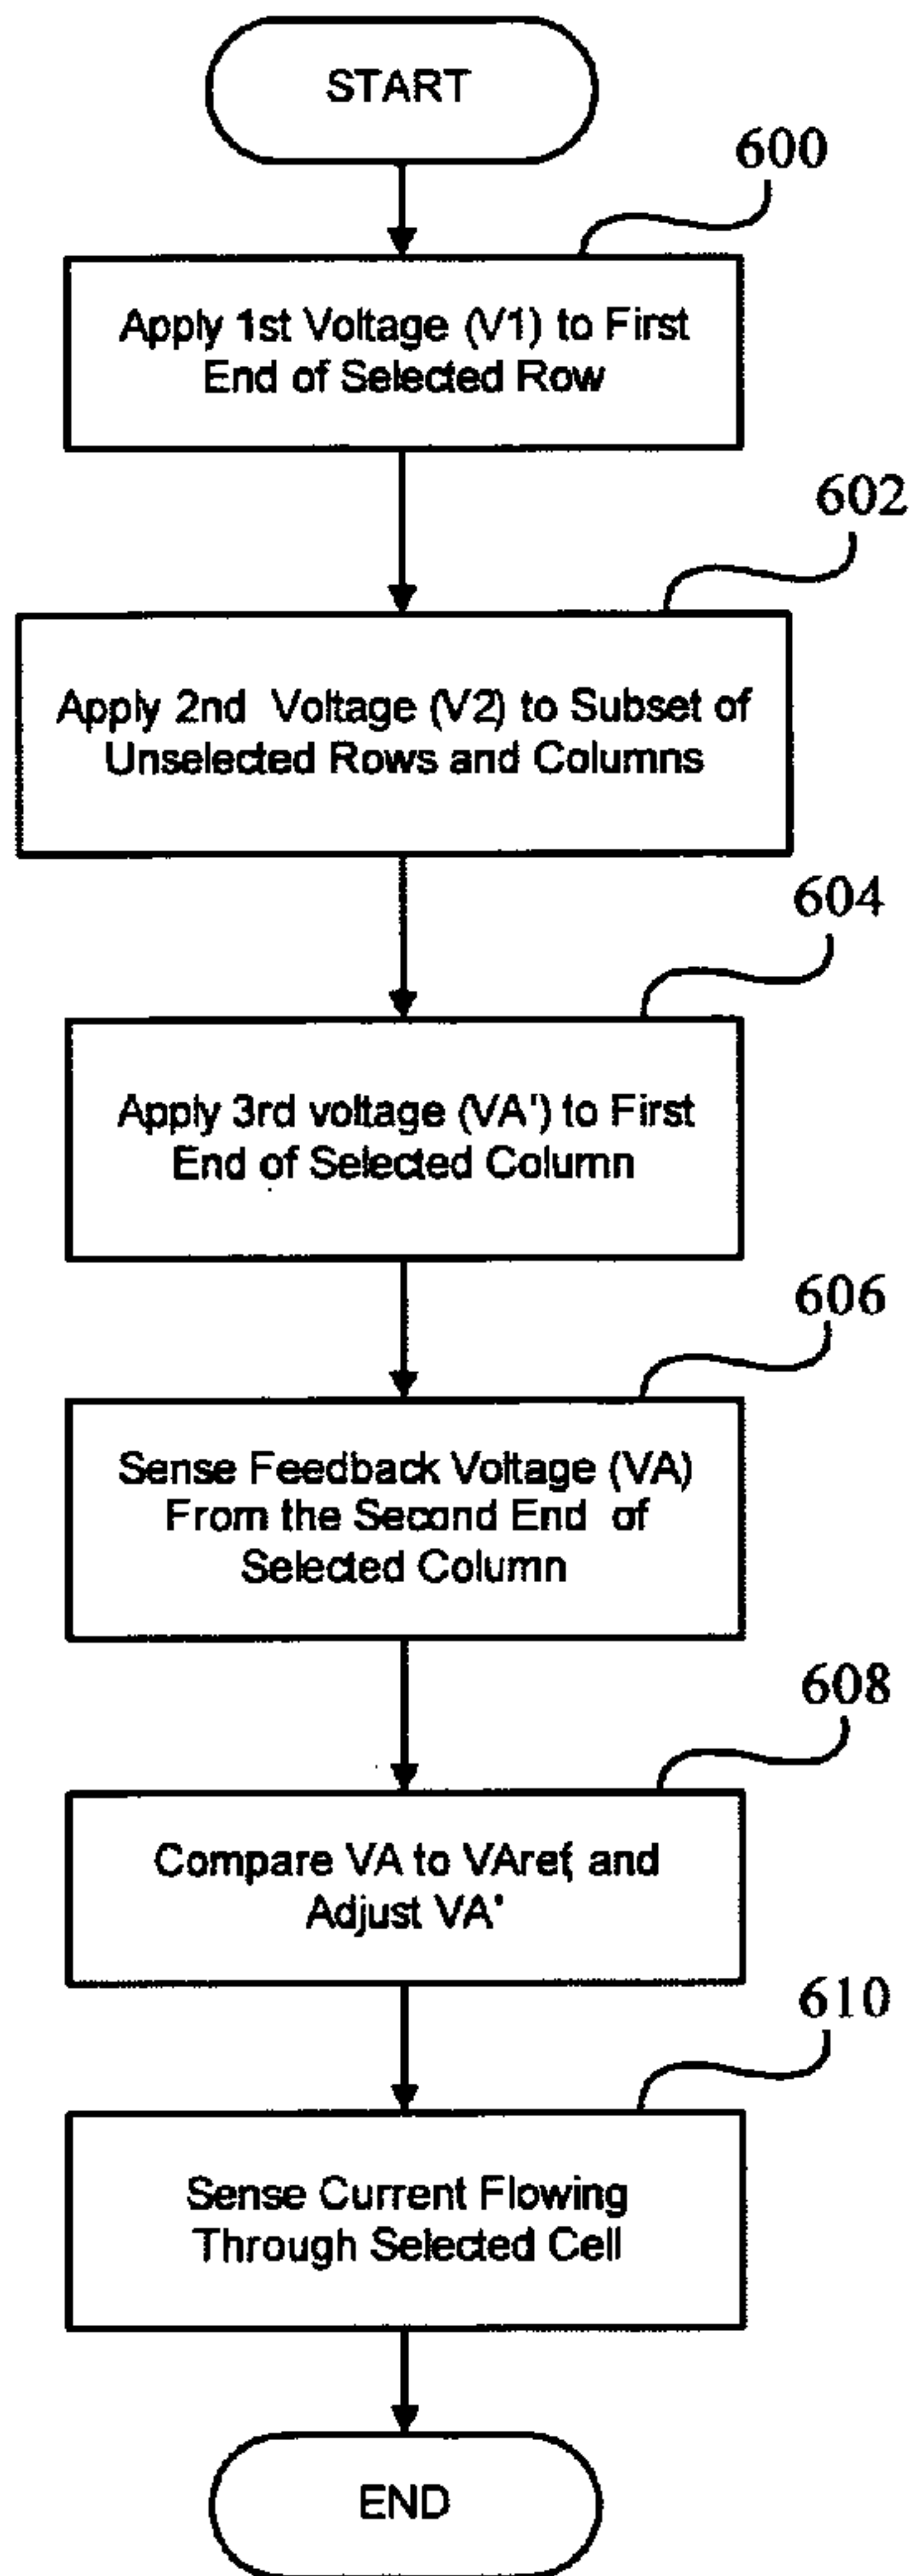 START
600
Apply 1st Voltage (V1) to First
End of Selected Row
602
Apply 2nd Voltage (V2) to Subset of
Unselected Rows and Columns
604
Apply 3rd voltage (VA') to First
End of Selected Column
606
Sense Feedback Voltage (VA)
From the Second End of
Selected Column
608
Compare VA to VAref, and
Adjust VA'
610
Sense Current Flowing
Through Selected Cell
END